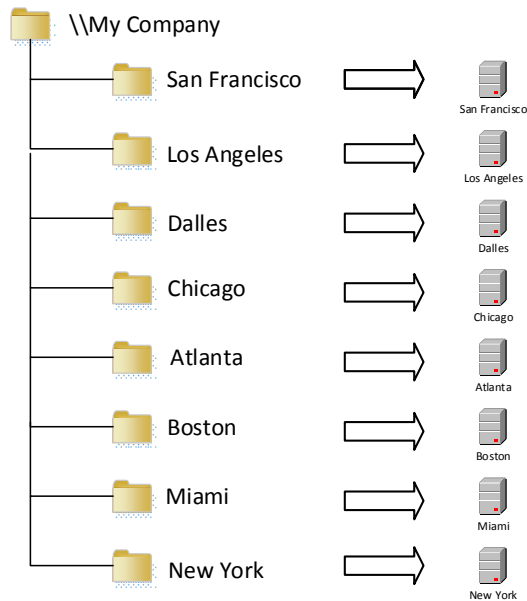 \\My Company
San Francisco
San Francisco
Los Angeles
Los Angeles
Dalles
Dalles
Chicago
Chicago
Atlanta
Atlanta
Boston
Boston
Miami
Miami
New York
New York